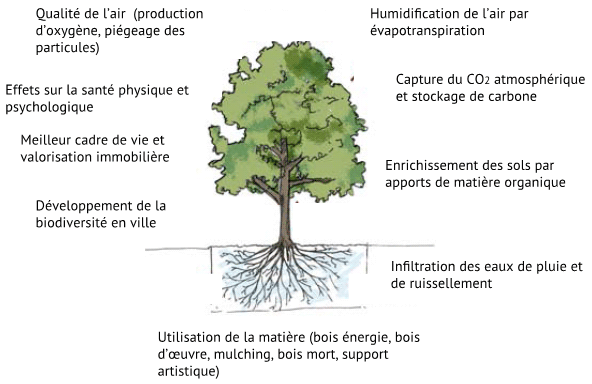 Qualité de l’air  (production
d’oxygène, piégeage des
particules)
Humidification de l’air par
évapotranspiration
Effets sur la santé physique et
psychologique
Capture du CO2 atmosphérique
et stockage de carbone
Meilleur cadre de vie et
valorisation immobilière
Enrichissement des sols par
apports de matière organique
Développement de la
biodiversité en ville
Infiltration des eaux de pluie et
de ruissellement
Utilisation de la matière (bois énergie, bois
d’œuvre, mulching, bois mort, support
artistique)